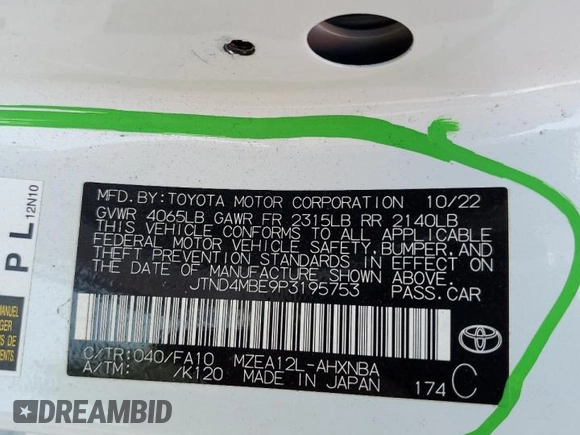 MFD. BY: TOYOTA MOTOR CORPORATION 10/22
GVWR 4065LB GAWR FR 2315LB RR 2140LB
THIS VEHICLE CONFORMS TO ALL APPLICABLE
FEDERAL MOTOR VEHICLE SAFETY, BUMPER, AND
THEFT PREVENTION STANDARDS IN EFFECT ON
THE DATE OF MANUFACTURE SHOWN ABOVE.
JTND4MBE9P3195753 PASS.CAR
C/TR: 040/FA10 MZEA12L-AHXNBA
A/TM: /K120 MADE IN JAPAN 174 C
TOYOTA
P L 12N10
MANUEL
DREAMBID